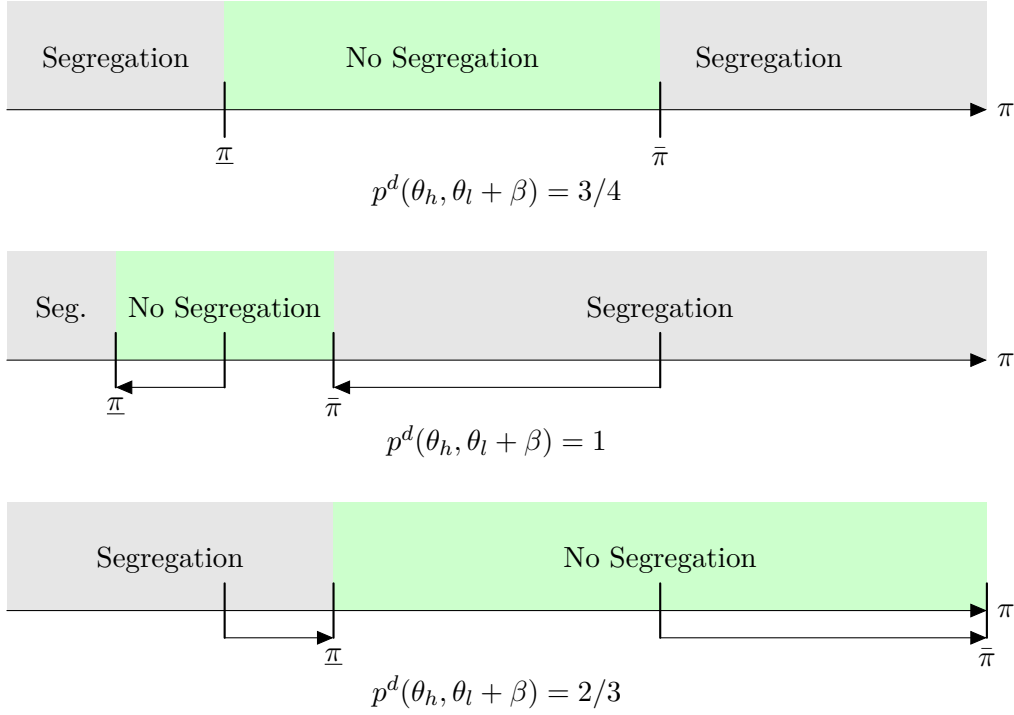 Segregation No Segregation Segregation
π
π̲ π̄
p^d(θ_h, θ_l + β) = 3/4
Seg. No Segregation Segregation
π
π̲ π̄
p^d(θ_h, θ_l + β) = 1
Segregation No Segregation
π
π̲ π̄
p^d(θ_h, θ_l + β) = 2/3